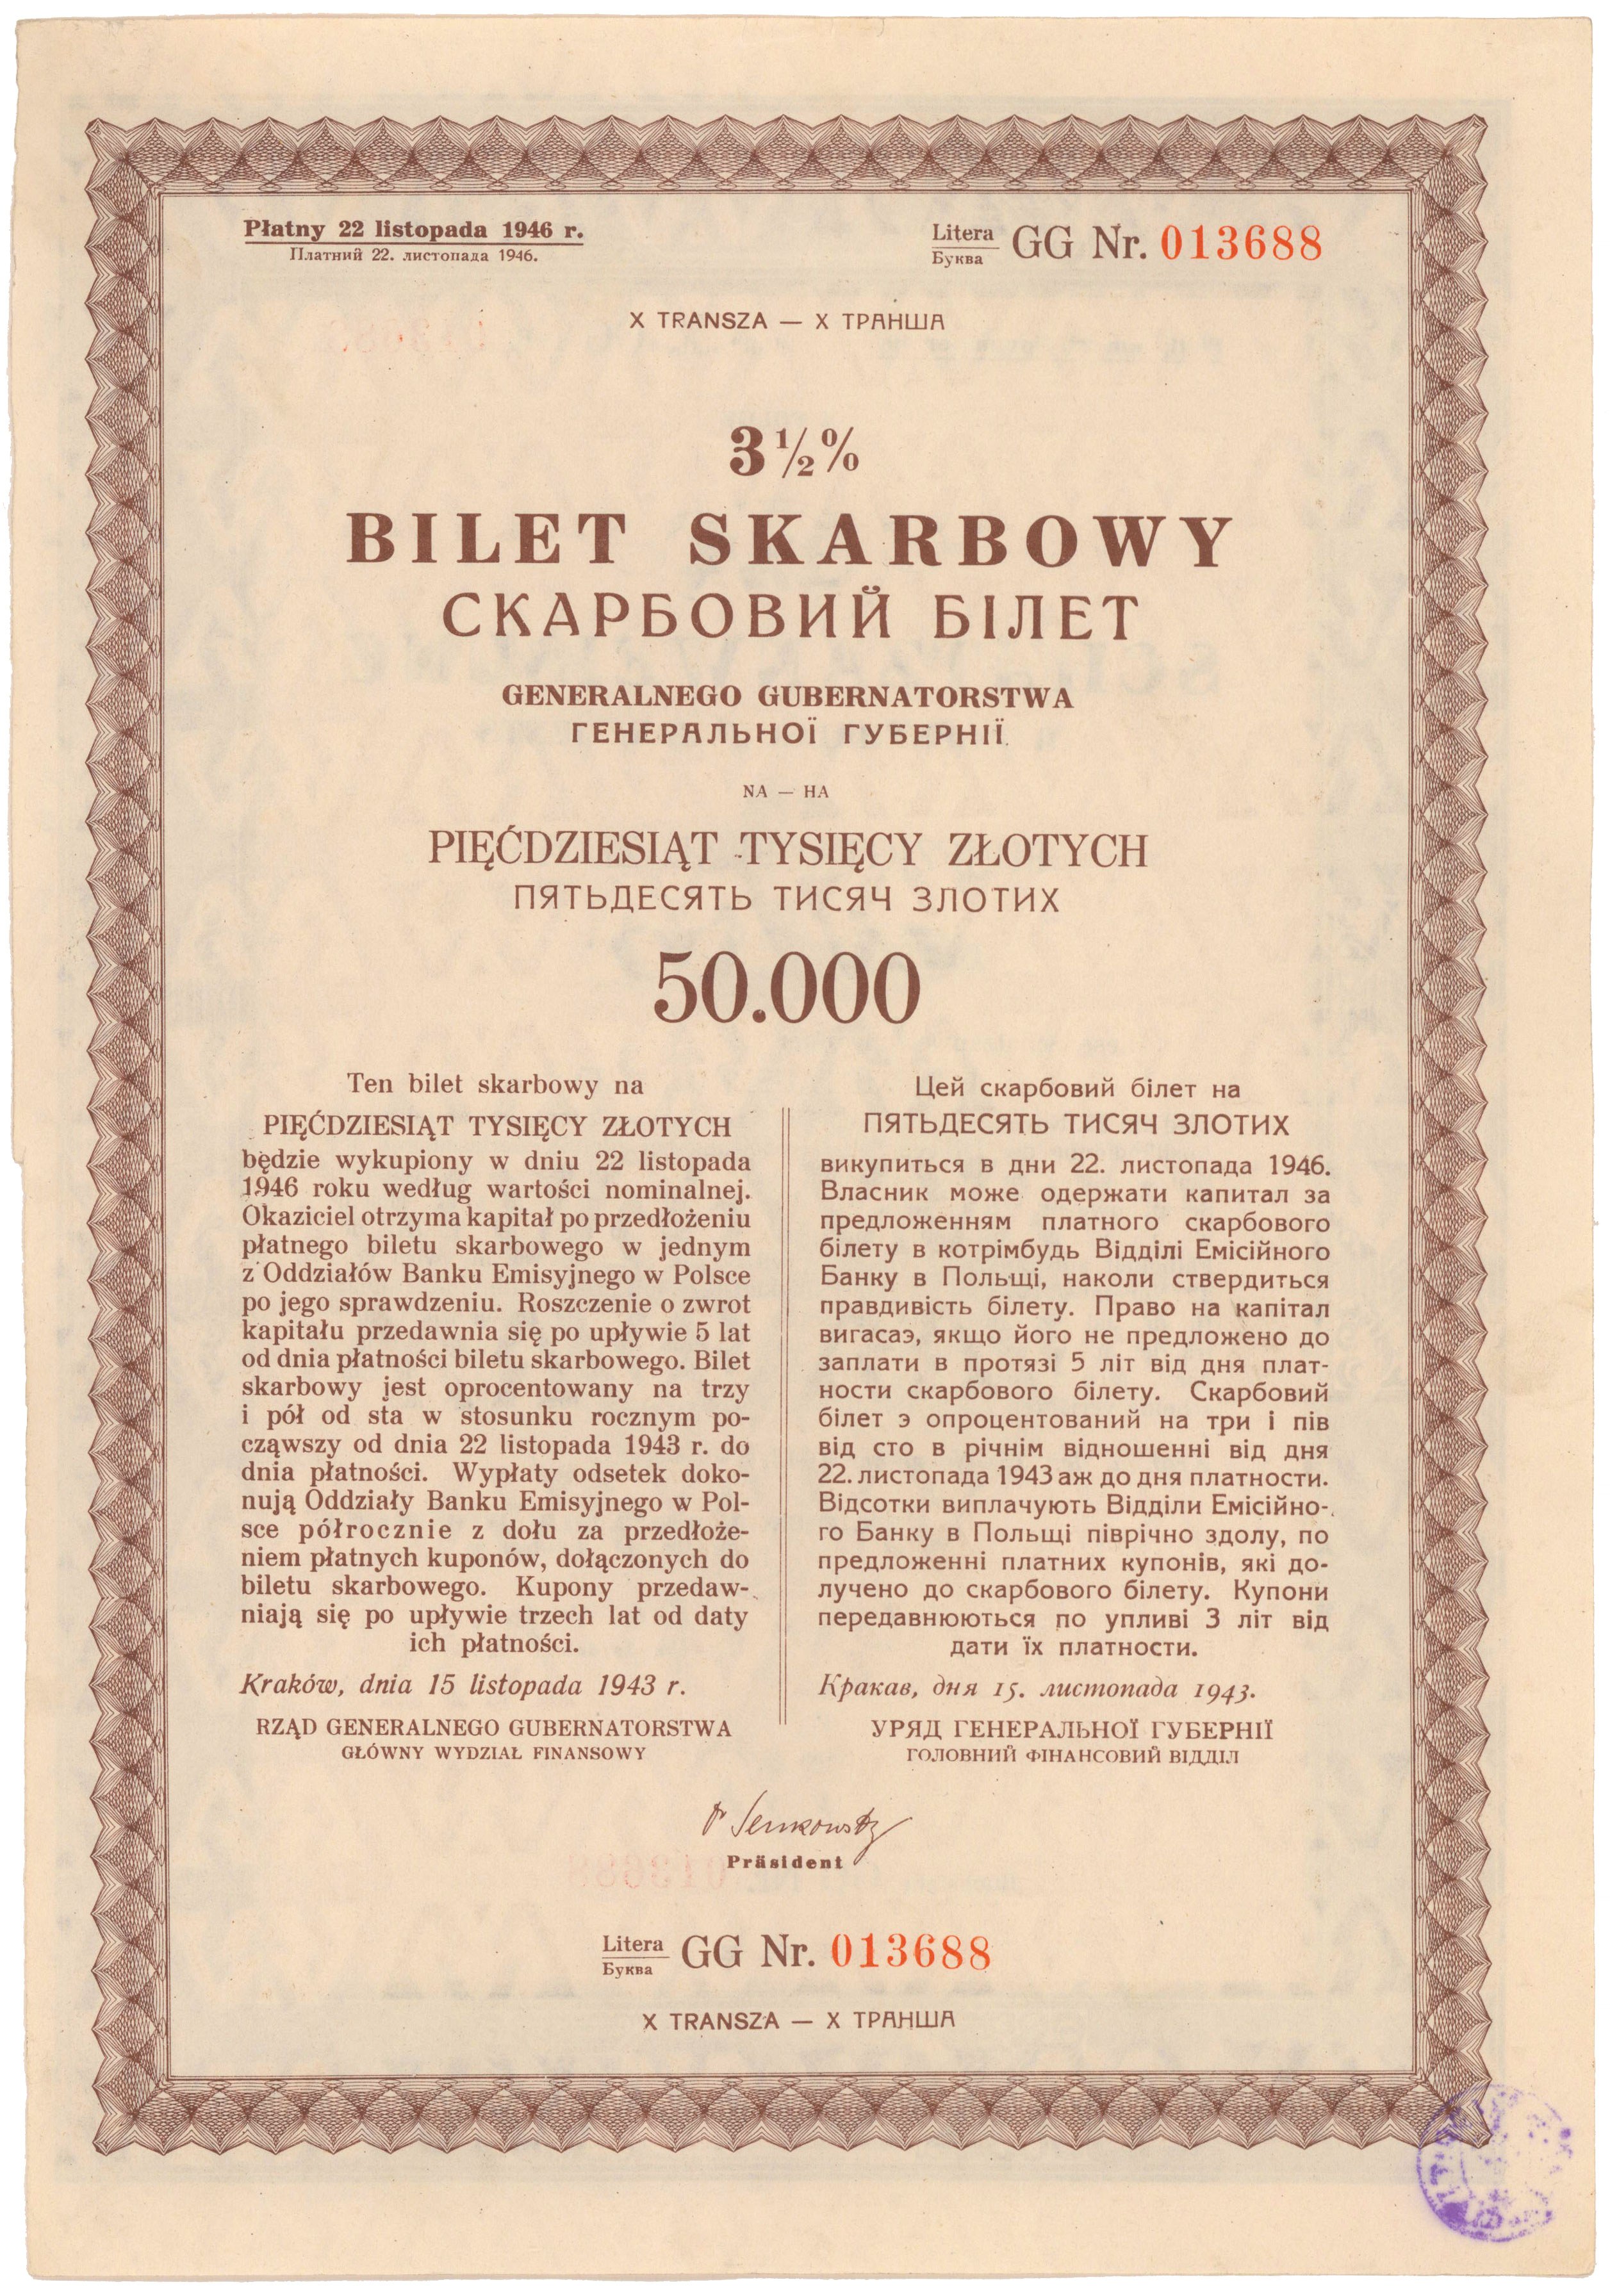 Płatny 22 listopada 1946 r.
Платний 22. листопада 1946.
Litera
Буква
GG Nr. 013688
X TRANSZA — X ТРАНША
3½%
BILET SKARBOWY
СКАРБОВИЙ БІЛЕТ
GENERALNEGO GUBERNATORSTWA
ГЕНЕРАЛЬНОЇ ГУБЕРНІЇ
NA — НА
PIĘĆDZIESIĄT TYSIĘCY ZŁOTYCH
ПЯТЬДЕСЯТЬ ТИСЯЧ ЗЛОТИХ
50.000
Ten bilet skarbowy na
PIĘĆDZIESIĄT TYSIĘCY ZŁOTYCH
będzie wykupiony w dniu 22 listopada
1946 roku według wartości nominalnej.
Okaziciel otrzyma kapitał po przedłożeniu
płatnego biletu skarbowego w jednym
z Oddziałów Banku Emisyjnego w Polsce
po jego sprawdzeniu. Roszczenie o zwrot
kapitału przedawnia się po upływie 5 lat
od dnia płatności biletu skarbowego. Bilet
skarbowy jest oprocentowany na trzy
i pół od sta w stosunku rocznym po-
cząwszy od dnia 22 listopada 1943 r. do
dnia płatności. Wypłaty odsetek doko-
nują Oddziały Banku Emisyjnego w Pol-
sce półrocznie z dołu za przedłoże-
niem płatnych kuponów, dołączonych do
biletu skarbowego. Kupony przedaw-
niają się po upływie trzech lat od daty
ich płatności.
Kraków, dnia 15 listopada 1943 r.
RZĄD GENERALNEGO GUBERNATORSTWA
GŁÓWNY WYDZIAŁ FINANSOWY
Цей скарбовий білет на
ПЯТЬДЕСЯТЬ ТИСЯЧ ЗЛОТИХ
викупиться в дни 22. листопада 1946.
Власник може одержати капитал за
предложенням платного скарбового
білету в котрімбудь Відділі Емісійного
Банку в Польщі, наколи ствердиться
правдивість білету. Право на капітал
вигасаэ, якщо його не предложено до
заплати в протязі 5 літ від дня плат-
ности скарбового білету. Скарбовий
білет э опроцентований на три і пів
від сто в річнім відношенні від дня
22. листопада 1943 аж до дня платности.
Відсотки виплачують Відділи Емісійно-
го Банку в Польщі піврічно здолу, по
предложенні платних купонів, які до-
лучено до скарбового білету. Купони
передавнюються по упливі 3 літ від
дати їх платности.
Кракав, дня 15. листопада 1943.
УРЯД ГЕНЕРАЛЬНОЇ ГУБЕРНІЇ
ГОЛОВНИЙ ФІНАНСОВИЙ ВІДДІЛ
Senkowsky
Präsident
Litera
Буква
GG Nr. 013688
X TRANSZA — X ТРАНША